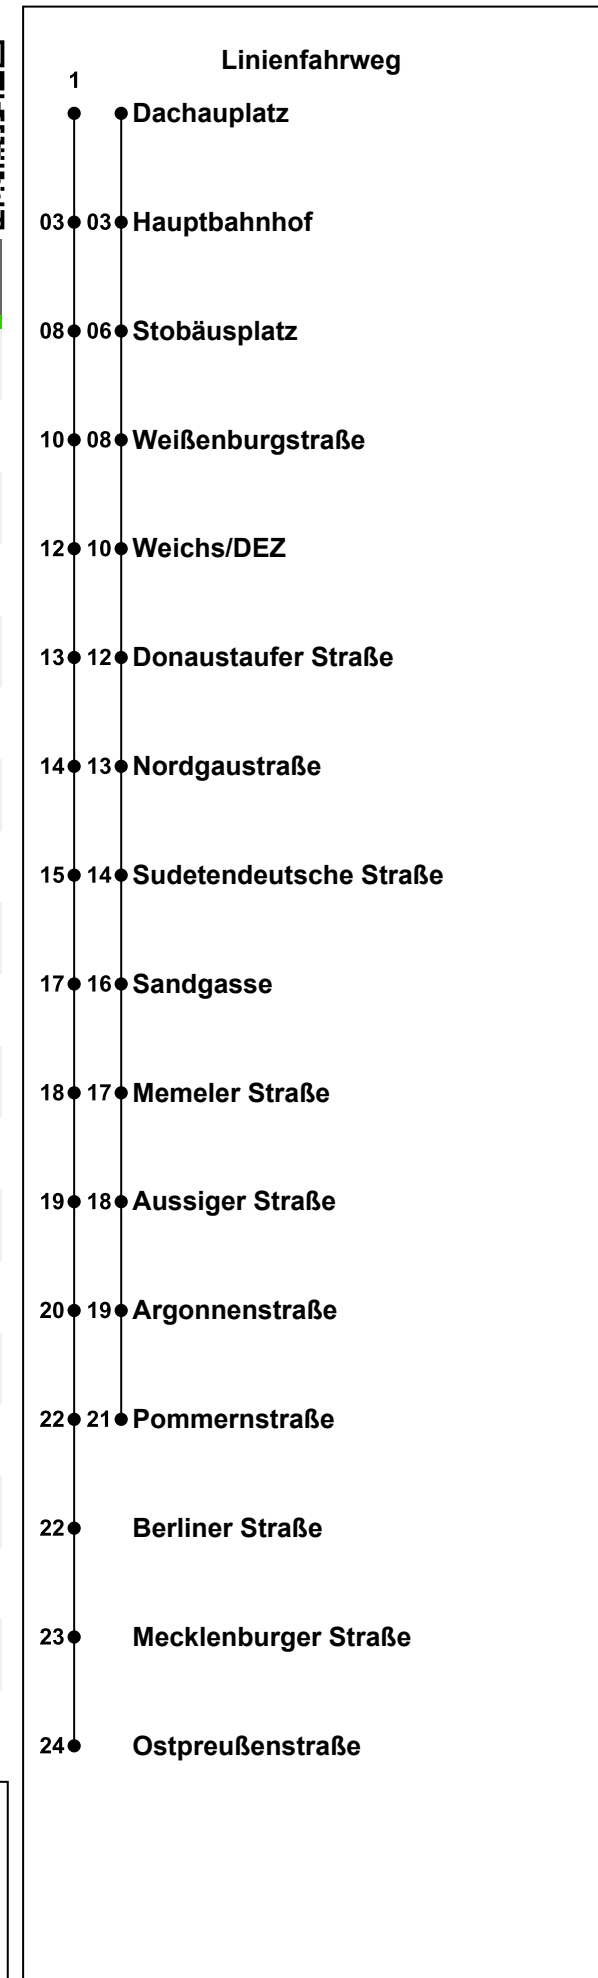 Linienfahrweg
1
Dachauplatz
03 03 Hauptbahnhof
08 06 Stobäusplatz
10 08 Weißenburgstraße
12 10 Weichs/DEZ
13 12 Donaustaufer Straße
14 13 Nordgaustraße
15 14 Sudetendeutsche Straße
17 16 Sandgasse
18 17 Memeler Straße
19 18 Aussiger Straße
20 19 Argonnenstraße
22 21 Pommernstraße
22 Berliner Straße
23 Mecklenburger Straße
24 Ostpreußenstraße